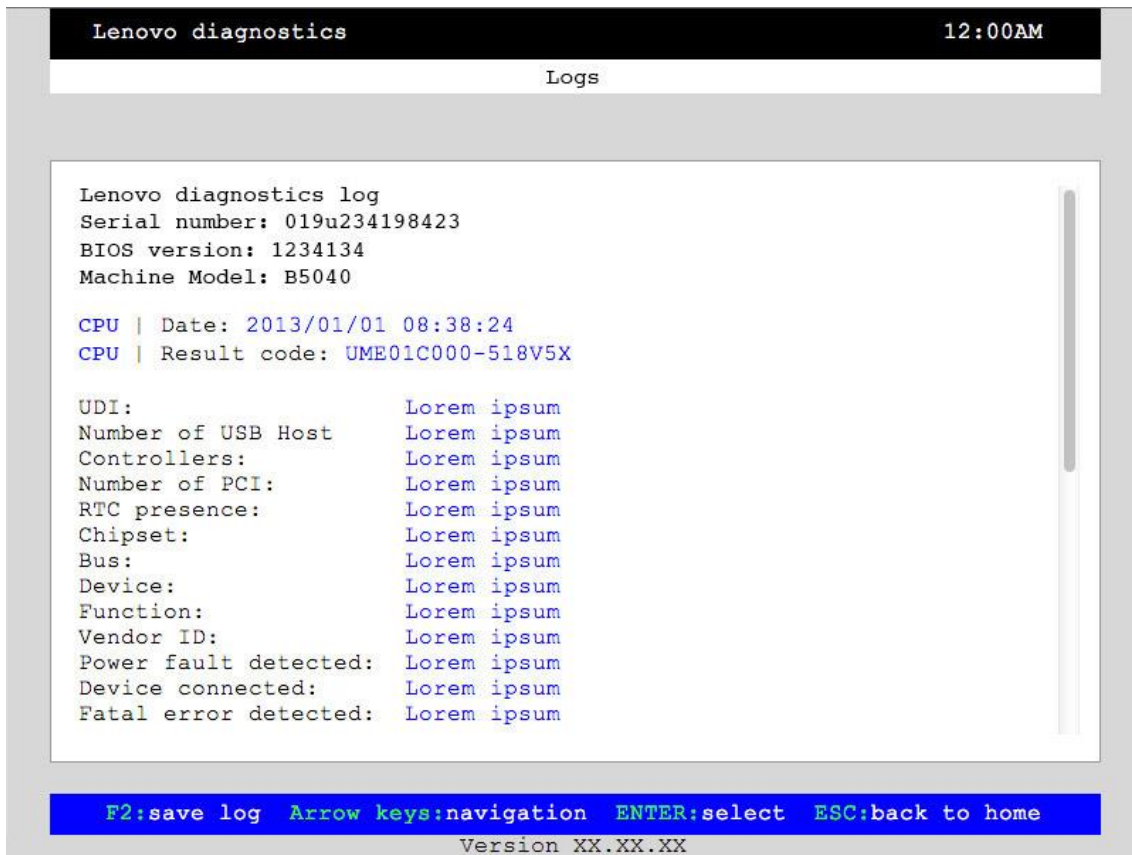 Lenovo diagnostics 12:00AM
Logs
Lenovo diagnostics log
Serial number: 019u234198423
BIOS version: 1234134
Machine Model: B5040
CPU | Date: 2013/01/01 08:38:24
CPU | Result code: UME01C000-518V5X
UDI: Lorem ipsum
Number of USB Host Lorem ipsum
Controllers: Lorem ipsum
Number of PCI: Lorem ipsum
RTC presence: Lorem ipsum
Chipset: Lorem ipsum
Bus: Lorem ipsum
Device: Lorem ipsum
Function: Lorem ipsum
Vendor ID: Lorem ipsum
Power fault detected: Lorem ipsum
Device connected: Lorem ipsum
Fatal error detected: Lorem ipsum
F2:save log Arrow keys:navigation ENTER:select ESC:back to home
Version XX.XX.XX